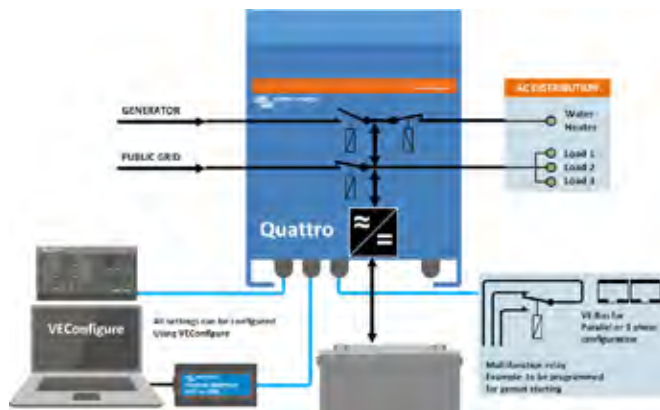 GENERATOR
PUBLIC GRID
Quattro
AC DISTRIBUTION
Water
Heater
Load 1
Load 2
Load 3
VEConfigure
All settings can be configured
Using VEConfigure
VE-Bus for
Parallel or 3 phase
configuration
Multifunction relay
Example: to be programmed
for genset starting